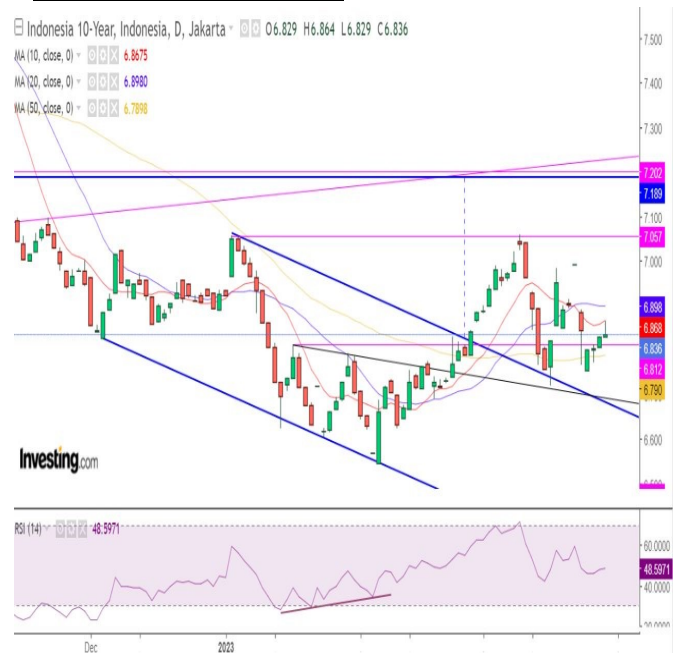 Indonesia 10-Year, Indonesia, D, Jakarta O6.829 H6.864 L6.829 C6.836
MA (10, close, 0) 6.8675
MA (20, close, 0) 6.8980
MA (50, close, 0) 6.7898
7.500
7.400
7.300
7.202
7.189
7.100
7.057
7.000
6.898
6.868
6.836
6.812
6.790
6.600
Investing.com
RSI (14) 48.5971
60.0000
48.5971
40.0000
Dec 2023